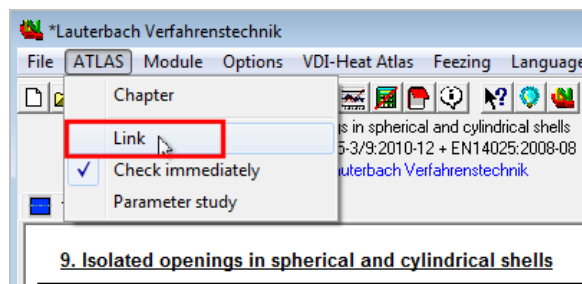 *Lauterbach Verfahrenstechnik
File ATLAS Module Options VDI-Heat Atlas Feezing Language
Chapter
Link
Check immediately
Parameter study
s in spherical and cylindrical shells
5-3/9:2010-12 + EN14025:2008-08
auterbach Verfahrenstechnik
9. Isolated openings in spherical and cylindrical shells